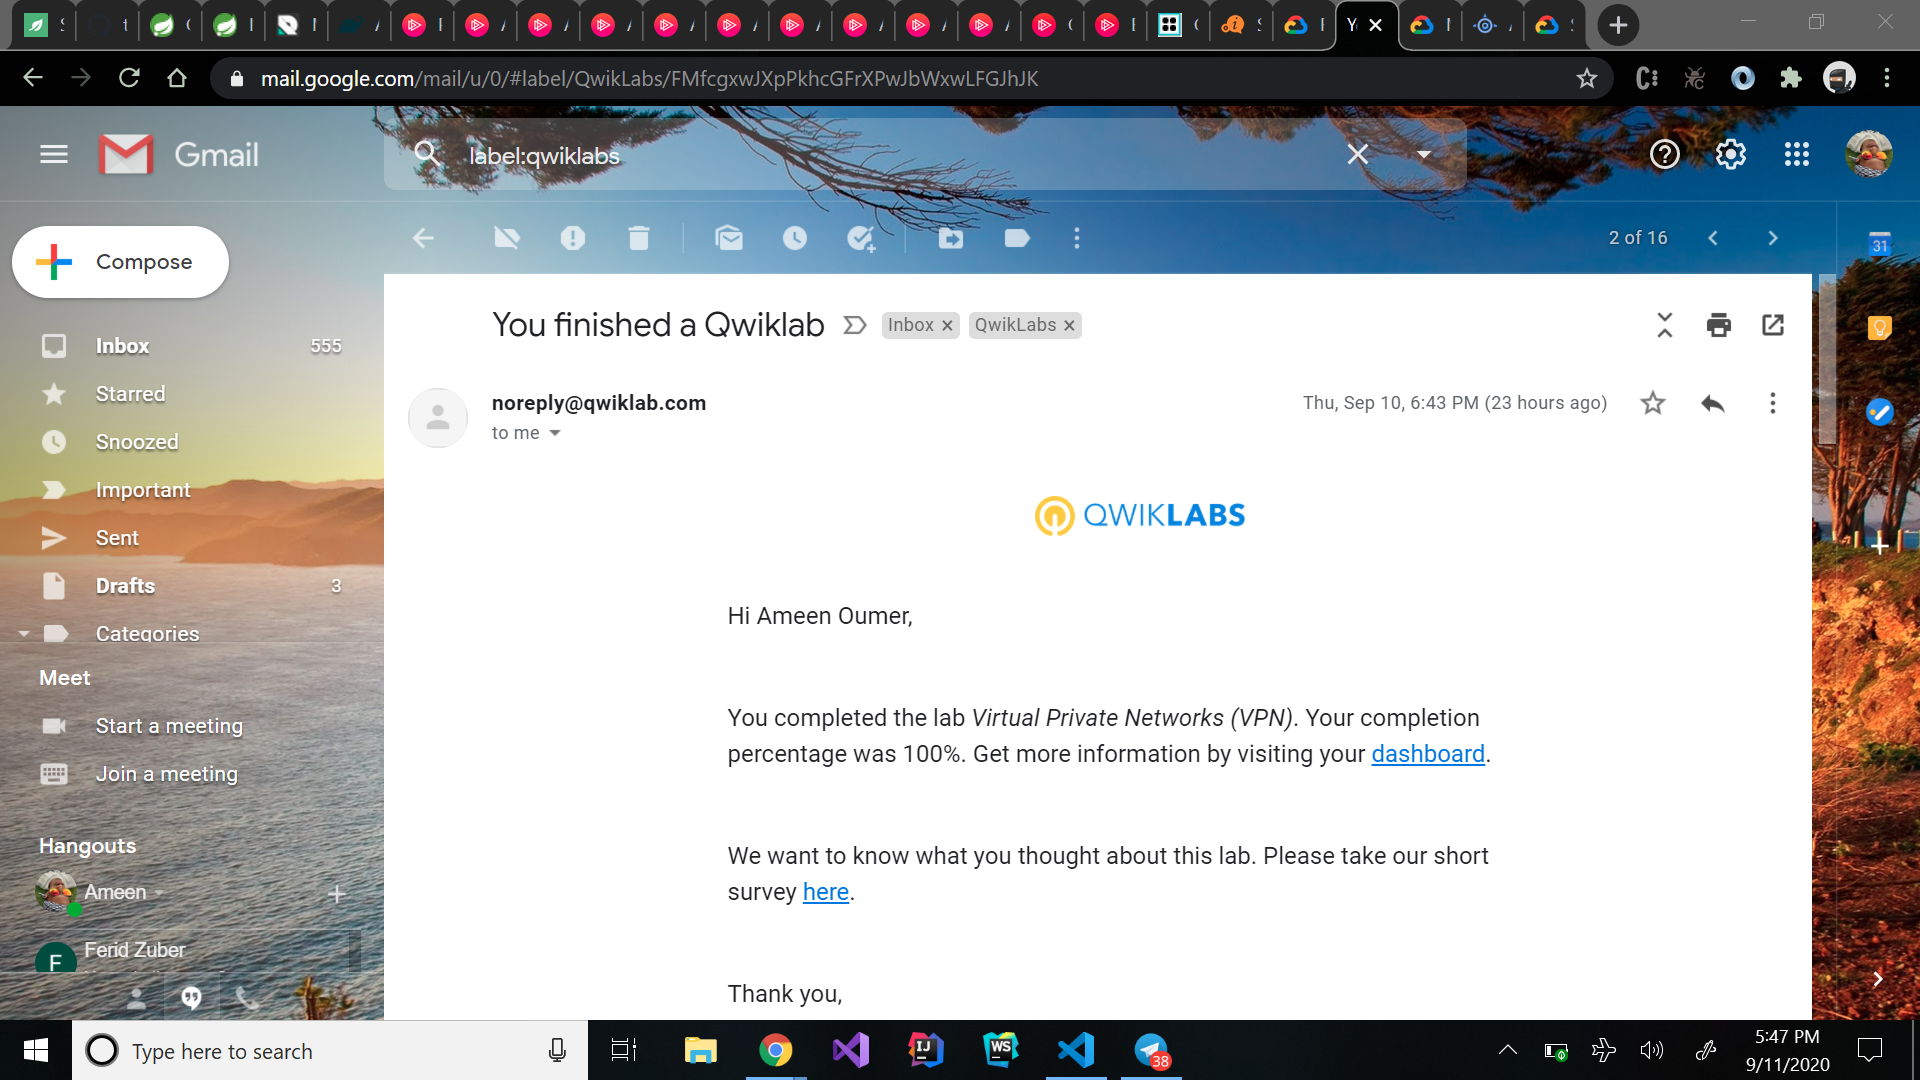 mail.google.com/mail/u/0/#label/QwikLabs/FMfcgxwJXpPkhcGFrXPwJbWxwLFGJhJK
Gmail
label:qwiklabs
Compose
2 of 16
31
You finished a Qwiklab
Inbox
QwikLabs
Inbox 555
Starred
Snoozed
Important
Sent
Drafts 3
Categories
noreply@qwiklab.com
Thu, Sep 10, 6:43 PM (23 hours ago)
to me
QWIKLABS
Hi Ameen Oumer,
You completed the lab Virtual Private Networks (VPN). Your completion
percentage was 100%. Get more information by visiting your dashboard.
We want to know what you thought about this lab. Please take our short
survey here.
Thank you,
Meet
Start a meeting
Join a meeting
Hangouts
Ameen
F
Ferid Zuber
Type here to search
IJ
WS
38
5:47 PM
9/11/2020